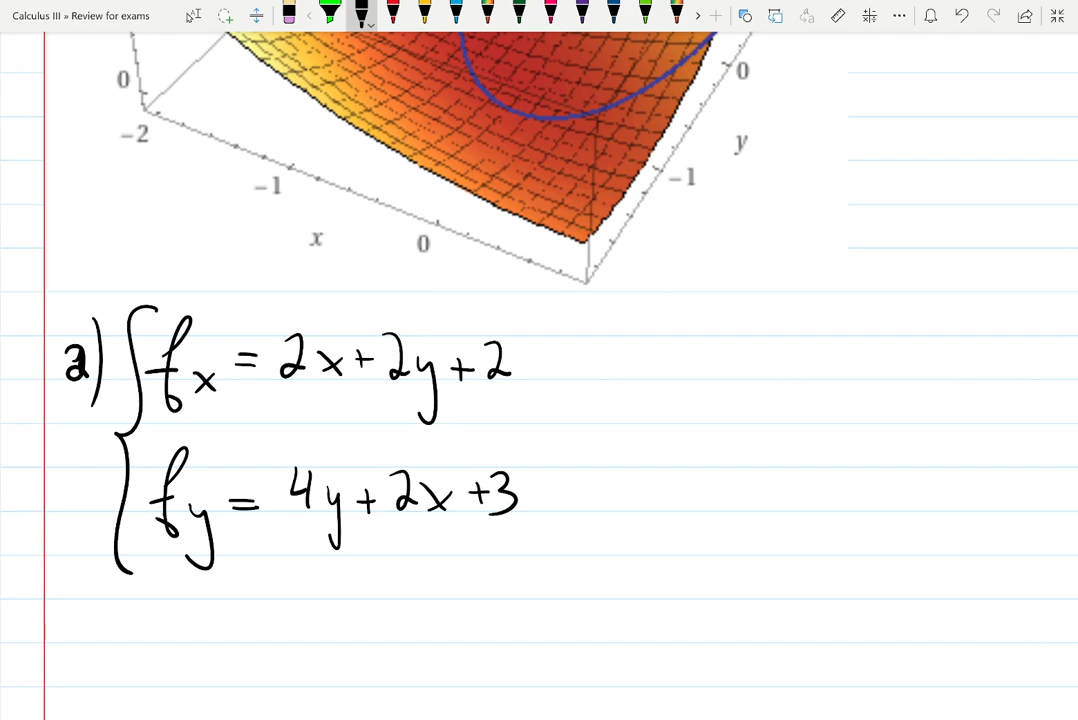 Calculus III » Review for exams
0
-2
-1
x
0
0
y
-1
a) { fx = 2x+2y+2
fy = 4y+2x+3